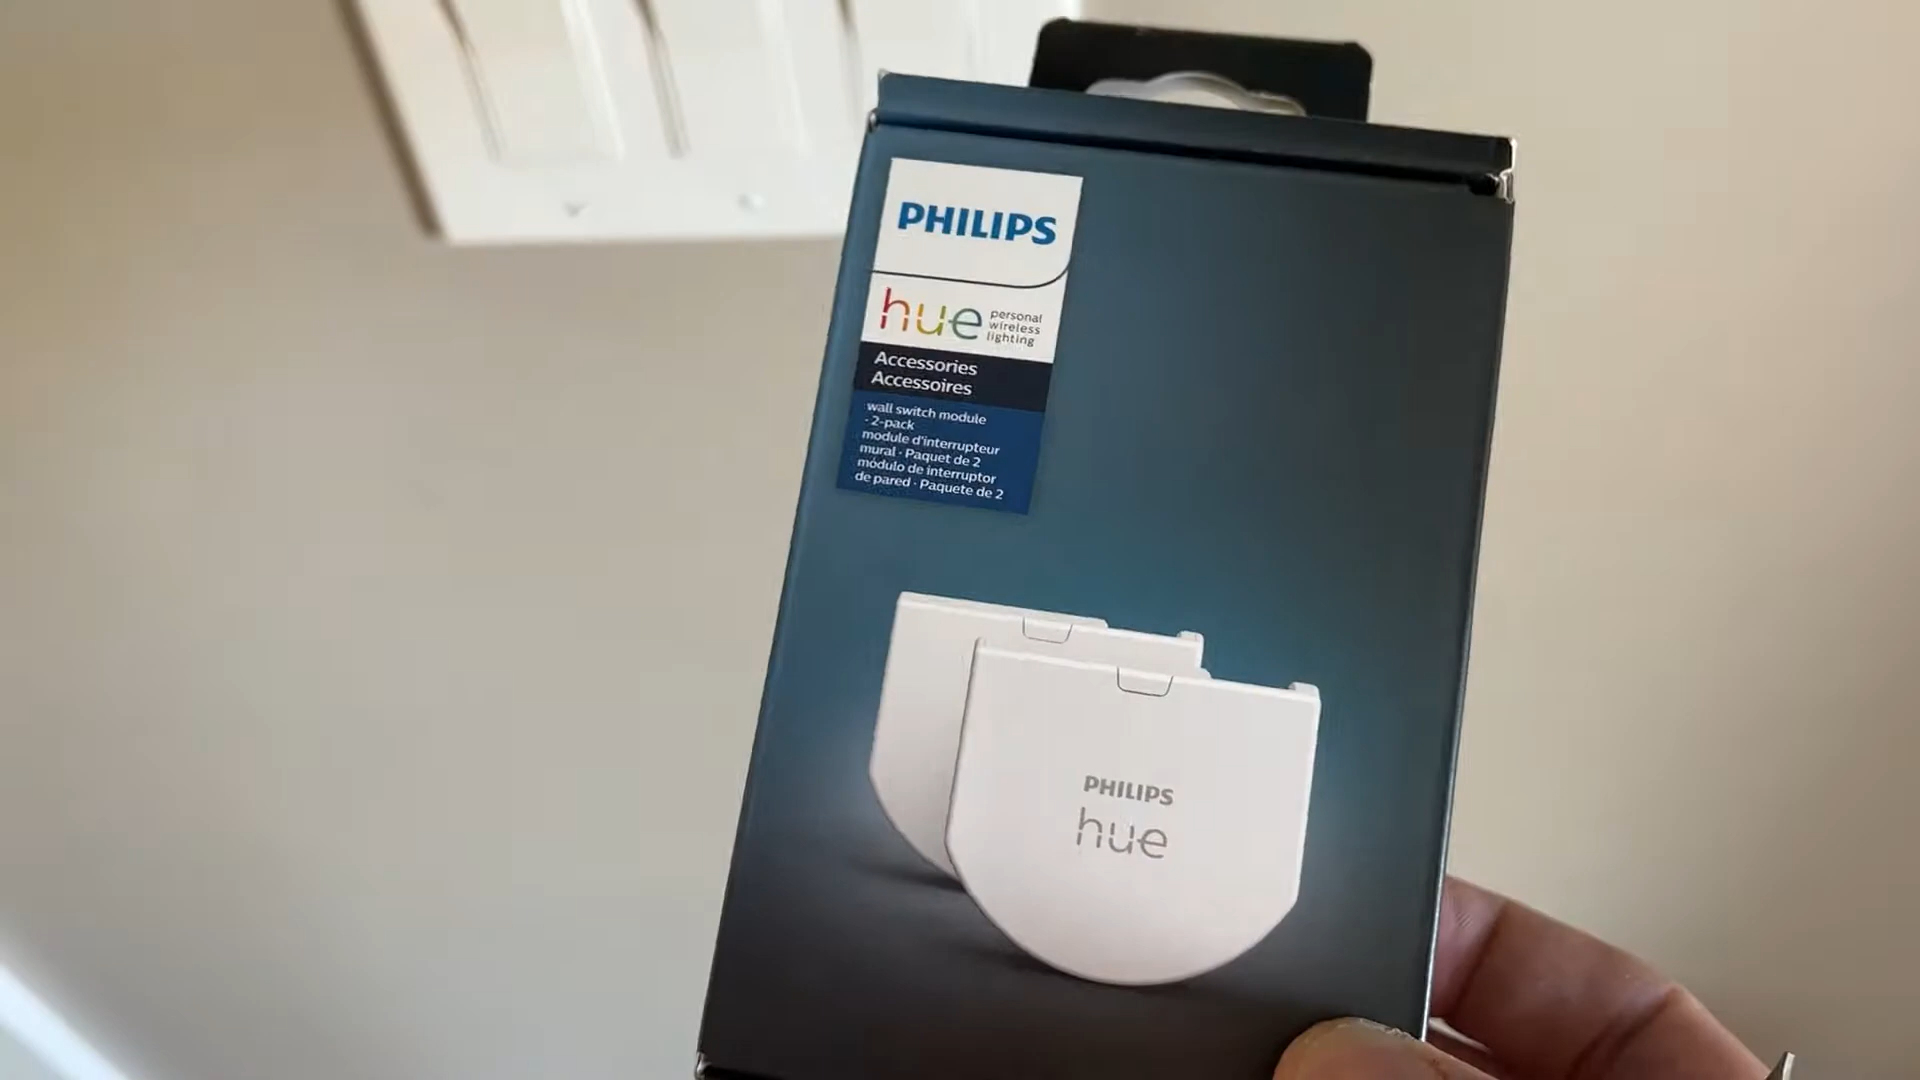 PHILIPS
hue
personal
wireless
lighting
Accessories
Accessoires
wall switch module
· 2-pack
module d'interrupteur
mural · Paquet de 2
módulo de interruptor
de pared · Paquete de 2
PHILIPS
hue